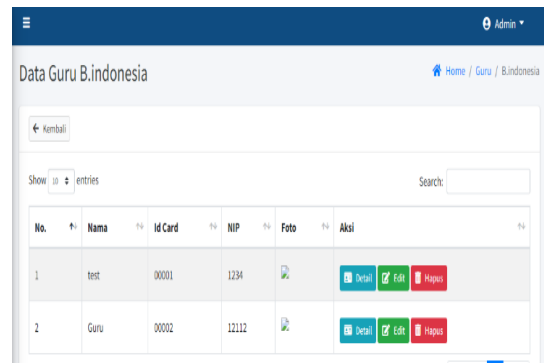 Admin
Data Guru B.indonesia
Home / Guru / B.indonesia
Kembali
Show 10 entries
Search:
No. Nama Id Card NIP Foto Aksi
1 test 00001 1234 Detail Edit Hapus
2 Guru 00002 12112 Detail Edit Hapus